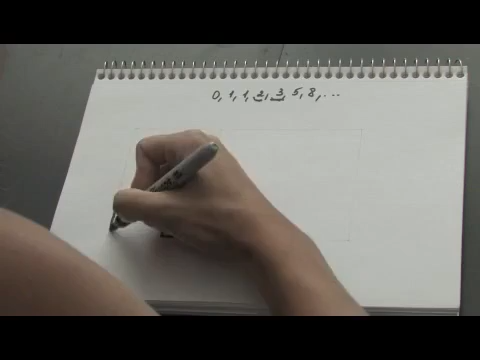 0, 1, 1, 2, 3, 5, 8, ...